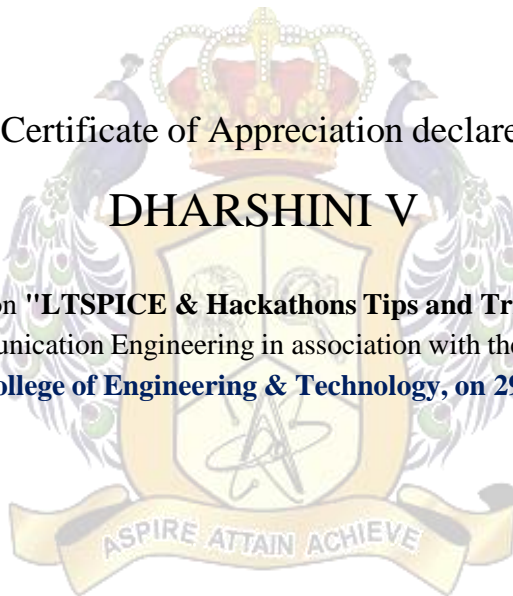 Certificate of Appreciation declare
DHARSHINI V
on "LTSPICE & Hackathons Tips and Tr
unication Engineering in association with the
ollege of Engineering & Technology, on 29
ASPIRE ATTAIN ACHIEVE